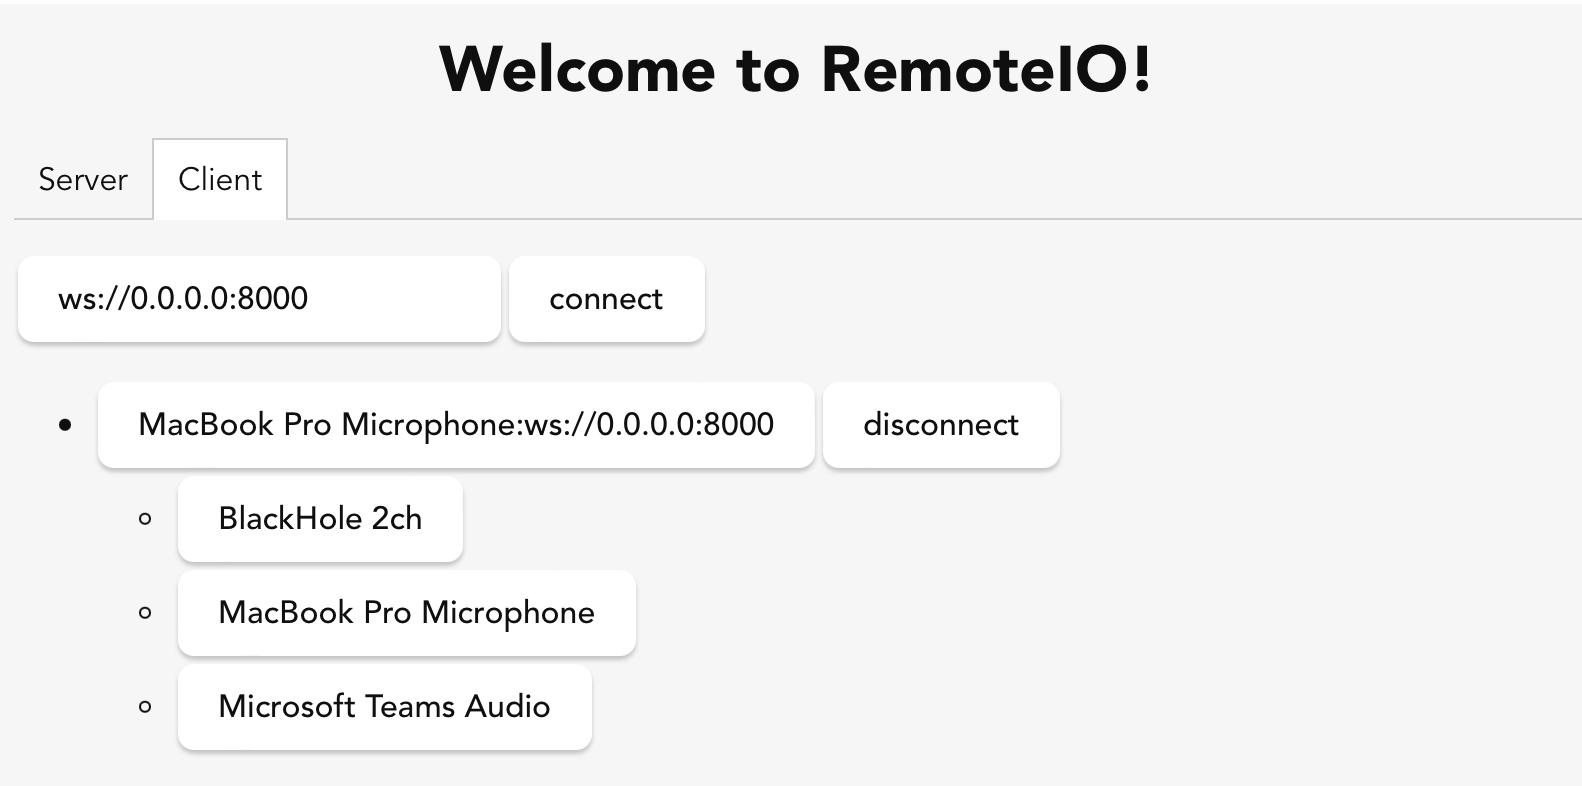 Welcome to RemoteIO!
Server Client
ws://0.0.0.0:8000 connect
MacBook Pro Microphone:ws://0.0.0.0:8000 disconnect
BlackHole 2ch
MacBook Pro Microphone
Microsoft Teams Audio